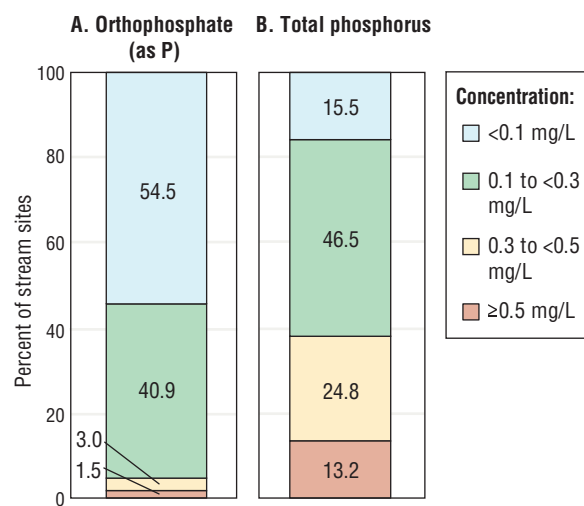 A. Orthophosphate
(as P)
B. Total phosphorus
Percent of stream sites
100
80
60
40
20
0
54.5
40.9
3.0
1.5
15.5
46.5
24.8
13.2
Concentration:
<0.1 mg/L
0.1 to <0.3
mg/L
0.3 to <0.5
mg/L
≥0.5 mg/L